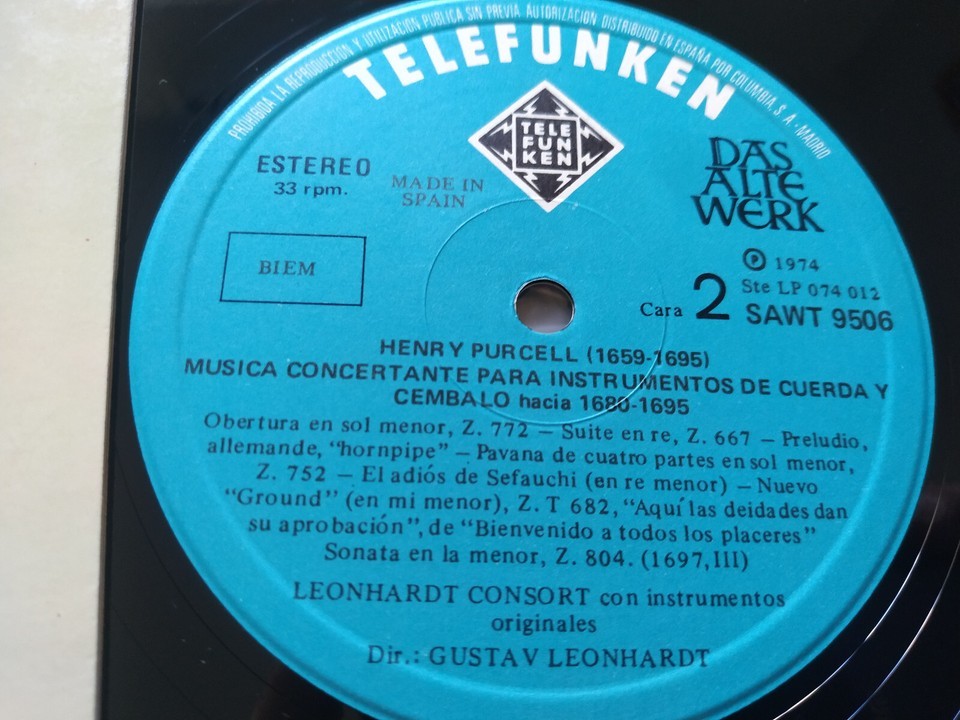 PROHIBIDA LA REPRODUCCION Y UTILIZACION PUBLICA SIN PREVIA AUTORIZACION DISTRIBUIDO EN ESPAÑA POR COLUMBIA, S. A.-MADRID
TELEFUNKEN
TELE
FUN
KEN
DAS
ALTE
WERK
ESTEREO
33 rpm.
MADE IN
SPAIN
BIEM
Ⓟ 1974
Ste LP 074 012
Cara 2 SAWT 9506
HENRY PURCELL (1659-1695)
MUSICA CONCERTANTE PARA INSTRUMENTOS DE CUERDA Y
CEMBALO hacia 1680-1695
Obertura en sol menor, Z. 772 – Suite en re, Z. 667 – Preludio,
allemande, “hornpipe” – Pavana de cuatro partes en sol menor,
Z. 752 – El adiós de Sefauchi (en re menor) – Nuevo
“Ground” (en mi menor), Z. T 682, “Aquí las deidades dan
su aprobación”, de “Bienvenido a todos los placeres”
Sonata en la menor, Z. 804. (1697,III)
LEONHARDT CONSORT con instrumentos
originales
Dir.: GUSTAV LEONHARDT